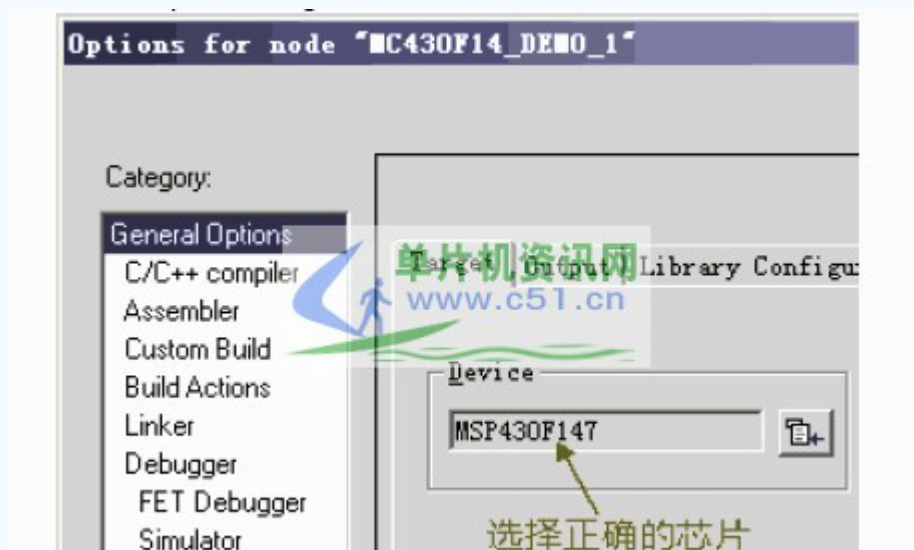 Options for node "MC430F14_DEMO_1"
Category:
General Options
C/C++ compiler
Assembler
Custom Build
Build Actions
Linker
Debugger
FET Debugger
Simulator
单片机资讯网
www.c51.cn
Target Output Library Configu
Device
MSP430F147
选择正确的芯片